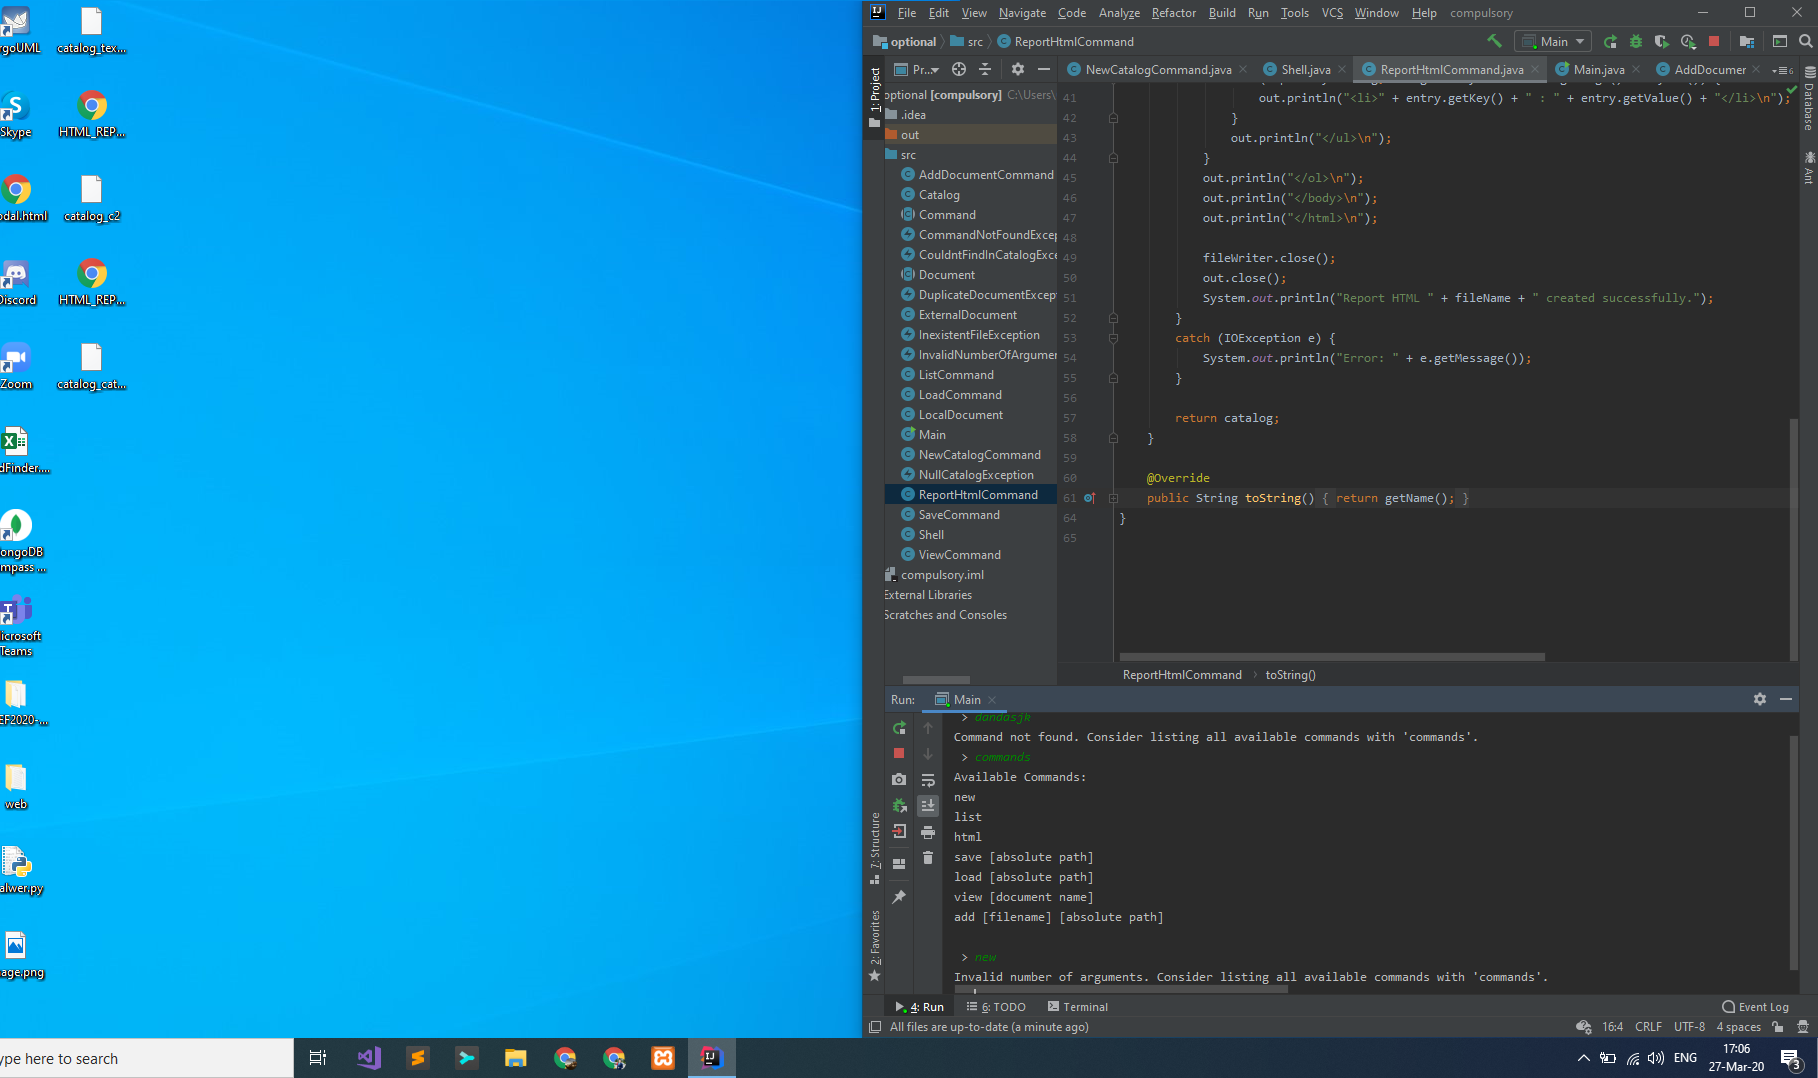 rgoUML
catalog_tex...
Skype
HTML_REP...
odal.html
catalog_c2
Discord
HTML_REP...
Zoom
catalog_cat...
dFinder....
ongoDB
mpass ...
icrosoft
Teams
EF2020-...
web
alwer.py
age.png
File Edit View Navigate Code Analyze Refactor Build Run Tools VCS Window Help compulsory
optional src ReportHtmlCommand
Main
1: Project
Pr...
NewCatalogCommand.java Shell.java ReportHtmlCommand.java Main.java AddDocumer
Database
Ant
optional [compulsory] C:\Users\
.idea
out
src
AddDocumentCommand
Catalog
Command
CommandNotFoundExcep
CouldntFindInCatalogExce
Document
DuplicateDocumentExcept
ExternalDocument
InexistentFileException
InvalidNumberOfArgumen
ListCommand
LoadCommand
LocalDocument
Main
NewCatalogCommand
NullCatalogException
ReportHtmlCommand
SaveCommand
Shell
ViewCommand
compulsory.iml
External Libraries
Scratches and Consoles
41 out.println("<li>" + entry.getKey() + " : " + entry.getValue() + "</li>\n");
42 }
43 out.println("</ul>\n");
44 }
45 out.println("</ol>\n");
46 out.println("</body>\n");
47 out.println("</html>\n");
48
49 fileWriter.close();
50 out.close();
51 System.out.println("Report HTML " + fileName + " created successfully.");
52 }
53 catch (IOException e) {
54 System.out.println("Error: " + e.getMessage());
55 }
56
57 return catalog;
58 }
59
60 @Override
61 public String toString() { return getName(); }
64 }
65
ReportHtmlCommand toString()
Run: Main
7: Structure
2: Favorites
> dandasjk
Command not found. Consider listing all available commands with 'commands'.
> commands
Available Commands:
new
list
html
save [absolute path]
load [absolute path]
view [document name]
add [filename] [absolute path]
> new
Invalid number of arguments. Consider listing all available commands with 'commands'.
4: Run 6: TODO Terminal Event Log
All files are up-to-date (a minute ago) 16:4 CRLF UTF-8 4 spaces
ype here to search
ENG
17:06
27-Mar-20
3